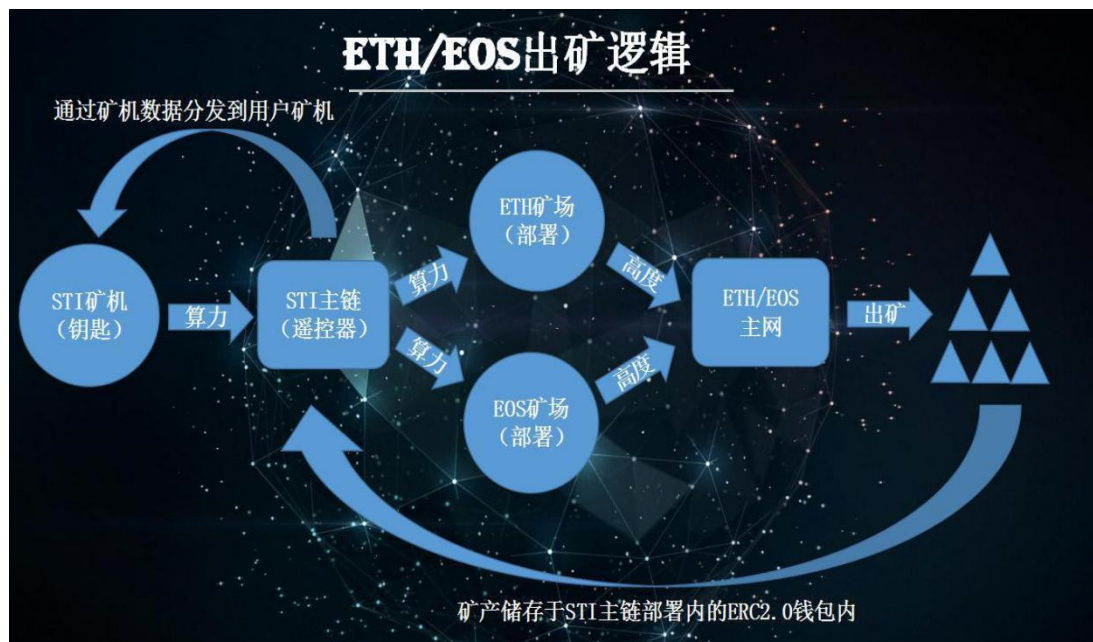 ETH/EOS出矿逻辑
通过矿机数据分发到用户矿机
ETH矿场
（部署）
STI矿机
（钥匙）
算力
STI主链
（遥控器）
算力
算力
高度
高度
ETH/EOS
主网
出矿
EOS矿场
（部署）
矿产储存于STI主链部署内的ERC2.0钱包内